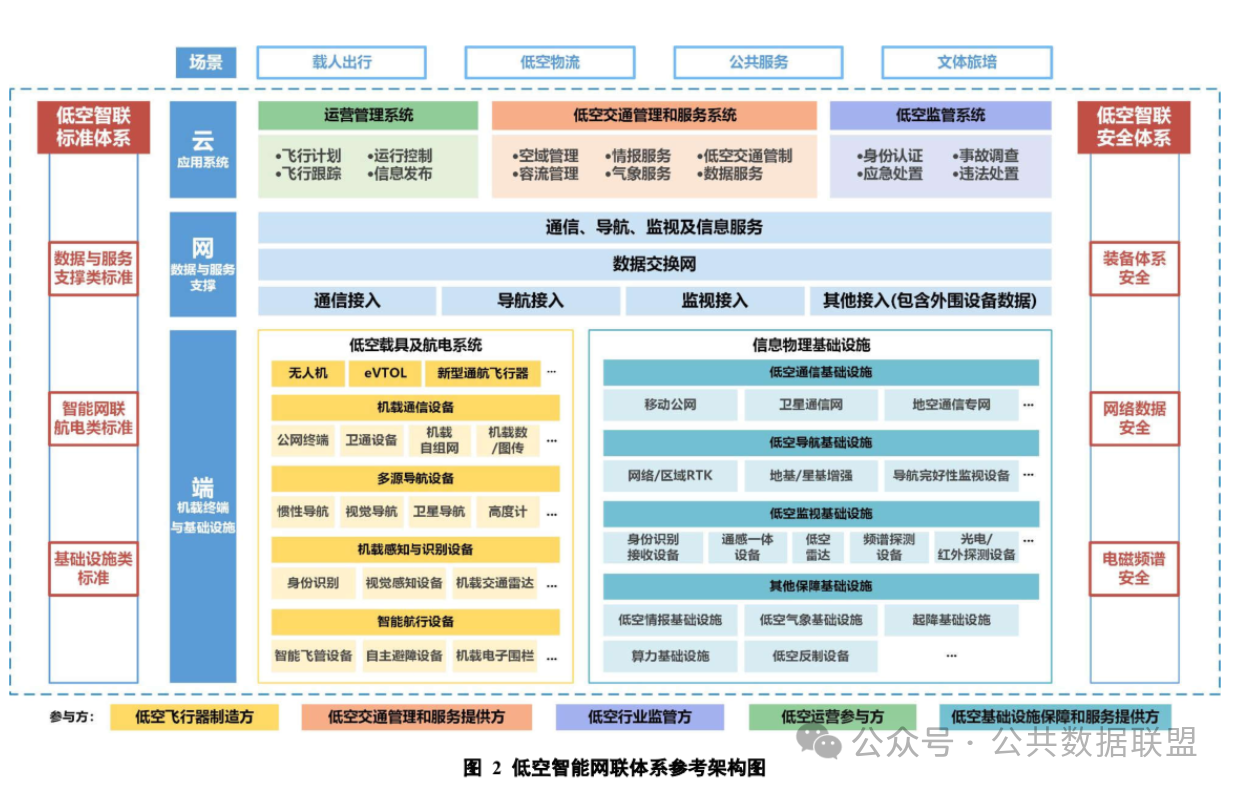 场景
载人出行
低空物流
公共服务
文体旅培
低空智联
标准体系
数据与服务
支撑类标准
智能网联
航电类标准
基础设施类
标准
云
应用系统
运营管理系统
•飞行计划 •运行控制
•飞行跟踪 •信息发布
低空交通管理和服务系统
•空域管理 •情报服务 •低空交通管制
•容流管理 •气象服务 •数据服务
低空监管系统
•身份认证 •事故调查
•应急处置 •违法处置
网
数据与服务
支撑
通信、导航、监视及信息服务
数据交换网
通信接入
导航接入
监视接入
其他接入(包含外围设备数据)
端
机载终端
与基础设施
低空载具及航电系统
无人机 eVTOL 新型通航飞行器 ...
机载通信设备
公网终端 卫通设备 机载
自组网 机载数
/图传 ...
多源导航设备
惯性导航 视觉导航 卫星导航 高度计 ...
机载感知与识别设备
身份识别 视觉感知设备 机载交通雷达 ...
智能航行设备
智能飞管设备 自主避障设备 机载电子围栏 ...
信息物理基础设施
低空通信基础设施
移动公网 卫星通信网 地空通信专网 ...
低空导航基础设施
网络/区域RTK 地基/星基增强 导航完好性监视设备 ...
低空监视基础设施
身份识别
接收设备 通感一体
设备 低空
雷达 频谱探测
设备 光电/
红外探测设备 ...
其他保障基础设施
低空情报基础设施 低空气象基础设施 起降基础设施
算力基础设施 低空反制设备 ...
低空智联
安全体系
装备体系
安全
网络数据
安全
电磁频谱
安全
参与方：
低空飞行器制造方
低空交通管理和服务提供方
低空行业监管方
低空运营参与方
低空基础设施保障和服务提供方
公众号 · 公共数据联盟
图 2 低空智能网联体系参考架构图